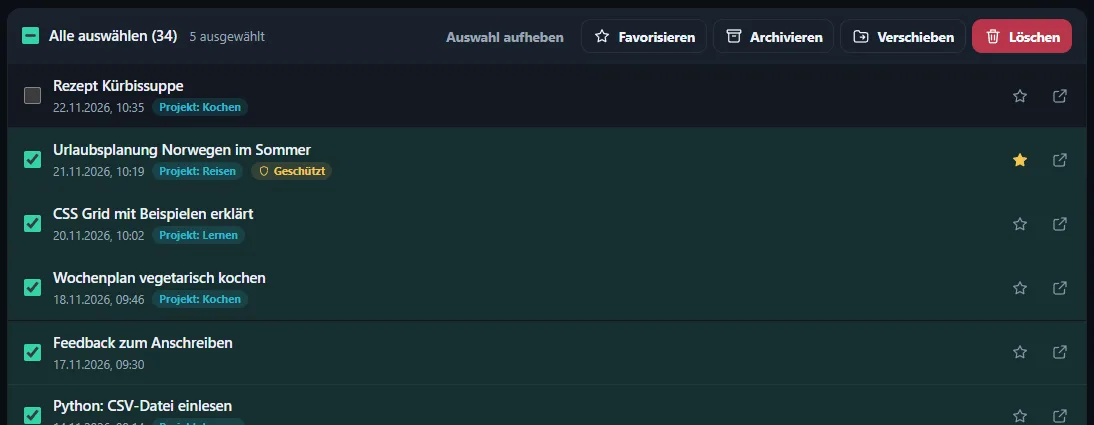 Alle auswählen (34) 5 ausgewählt Auswahl aufheben Favorisieren Archivieren Verschieben Löschen
Rezept Kürbissuppe
22.11.2026, 10:35 Projekt: Kochen
Urlaubsplanung Norwegen im Sommer
21.11.2026, 10:19 Projekt: Reisen Geschützt
CSS Grid mit Beispielen erklärt
20.11.2026, 10:02 Projekt: Lernen
Wochenplan vegetarisch kochen
18.11.2026, 09:46 Projekt: Kochen
Feedback zum Anschreiben
17.11.2026, 09:30
Python: CSV-Datei einlesen